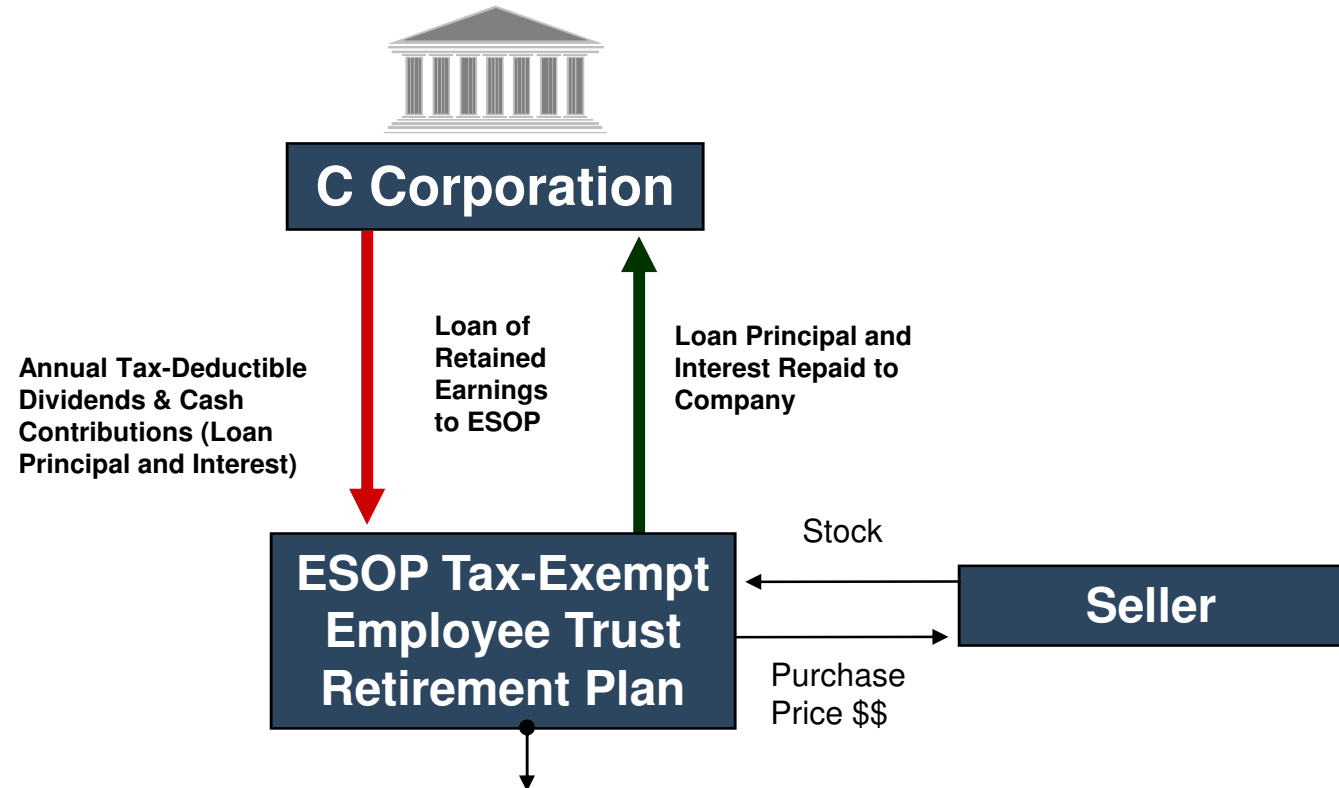 C Corporation
Annual Tax-Deductible
Dividends & Cash
Contributions (Loan
Principal and Interest)
Loan of
Retained
Earnings
to ESOP
Loan Principal and
Interest Repaid to
Company
ESOP Tax-Exempt
Employee Trust
Retirement Plan
Stock
Purchase
Price $$
Seller